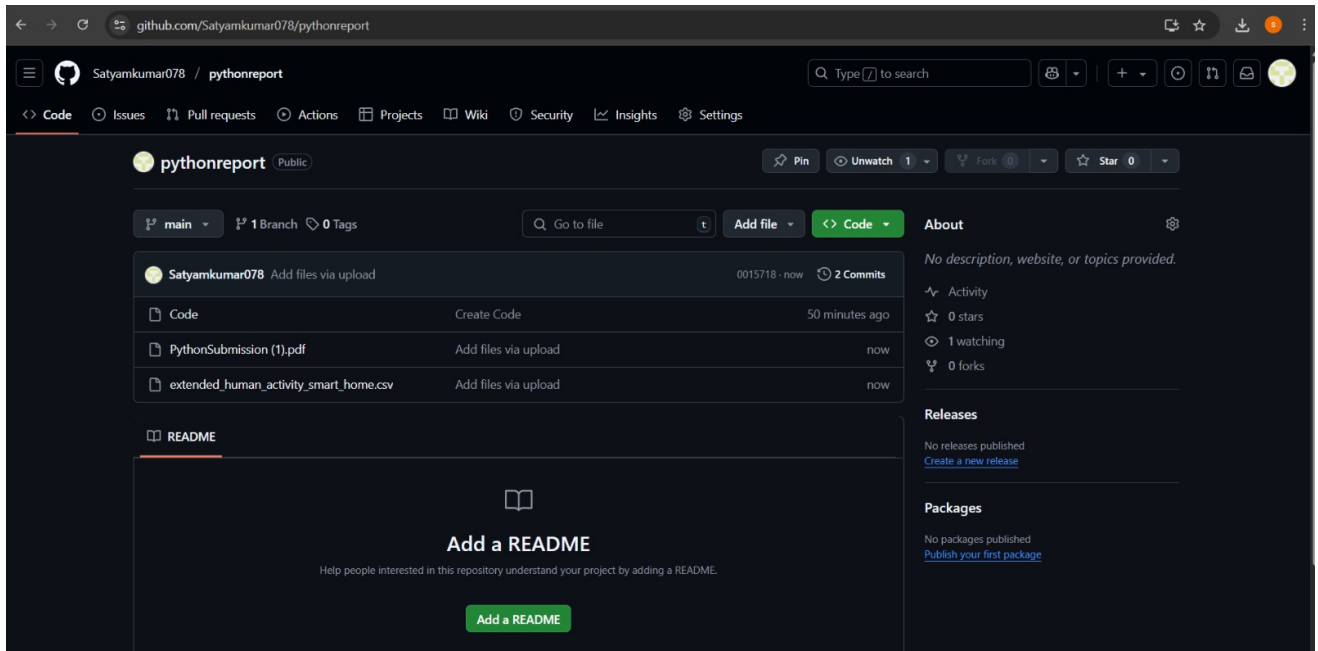 github.com/Satyamkumar078/pythonreport
S
Satyamkumar078 / pythonreport
Type / to search
Code Issues Pull requests Actions Projects Wiki Security Insights Settings
pythonreport Public
Pin Unwatch 1 Fork 0 Star 0
main 1 Branch 0 Tags
Go to file t Add file Code
Satyamkumar078 Add files via upload 0015718 · now 2 Commits
Code Create Code 50 minutes ago
PythonSubmission (1).pdf Add files via upload now
extended_human_activity_smart_home.csv Add files via upload now
README
Add a README
Help people interested in this repository understand your project by adding a README.
Add a README
About
No description, website, or topics provided.
Activity
0 stars
1 watching
0 forks
Releases
No releases published
Create a new release
Packages
No packages published
Publish your first package